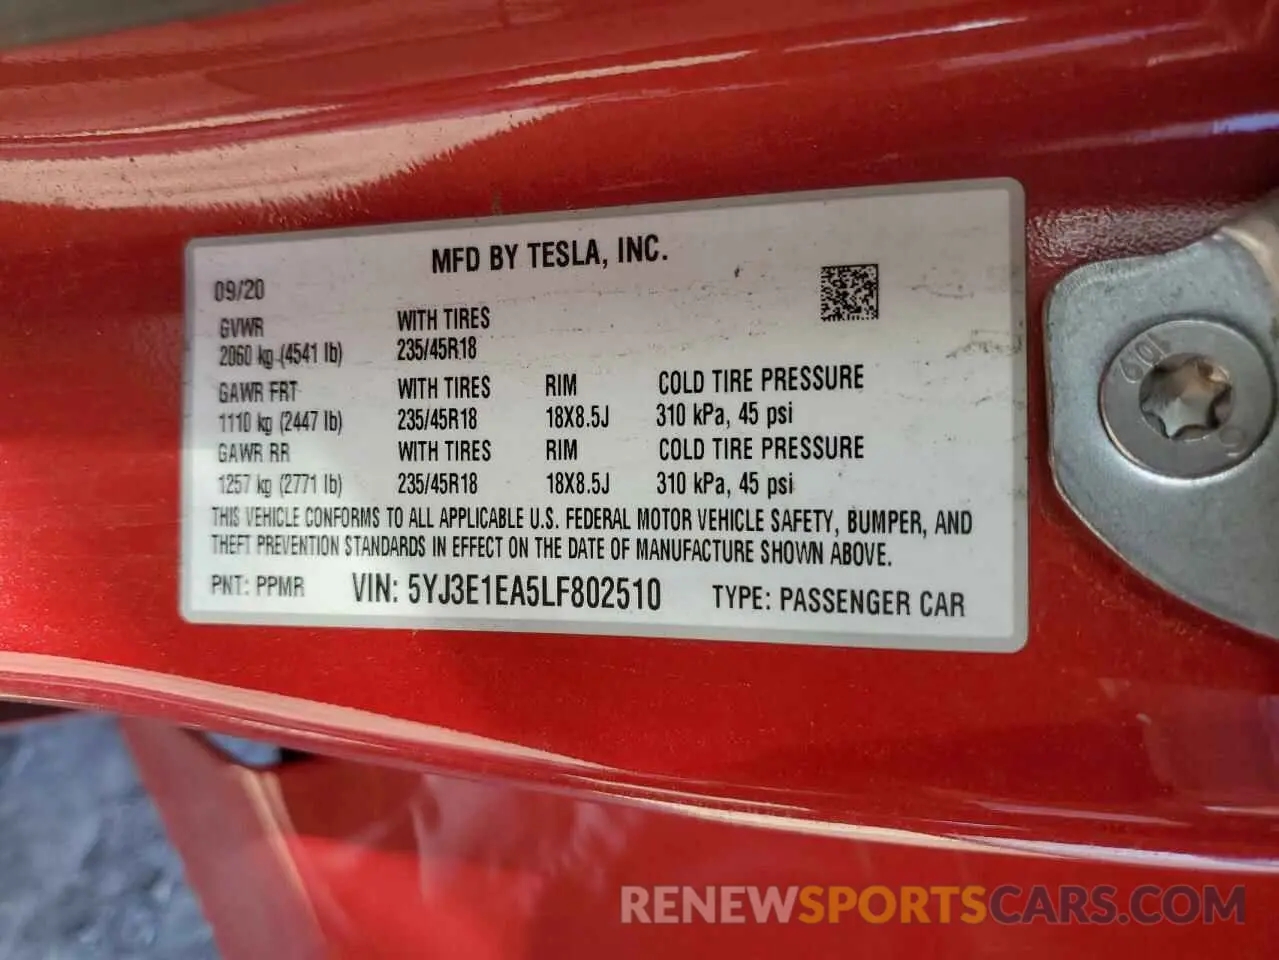 MFD BY TESLA, INC.
09/20
GVWR WITH TIRES
2060 kg (4541 lb) 235/45R18
GAWR FRT WITH TIRES RIM COLD TIRE PRESSURE
1110 kg (2447 lb) 235/45R18 18X8.5J 310 kPa, 45 psi
GAWR RR WITH TIRES RIM COLD TIRE PRESSURE
1257 kg (2771 lb) 235/45R18 18X8.5J 310 kPa, 45 psi
THIS VEHICLE CONFORMS TO ALL APPLICABLE U.S. FEDERAL MOTOR VEHICLE SAFETY, BUMPER, AND
THEFT PREVENTION STANDARDS IN EFFECT ON THE DATE OF MANUFACTURE SHOWN ABOVE.
PNT: PPMR VIN: 5YJ3E1EA5LF802510 TYPE: PASSENGER CAR
RENEWSPORTSCARS.COM